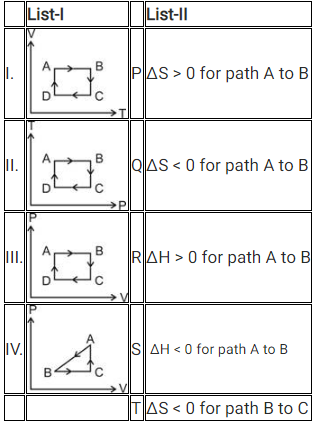 List-I List-II
I. V A B D C T P ΔS > 0 for path A to B
II. T A B D C P Q ΔS < 0 for path A to B
III. P A B D C V R ΔH > 0 for path A to B
IV. P A B C V S ΔH < 0 for path A to B
T ΔS < 0 for path B to C